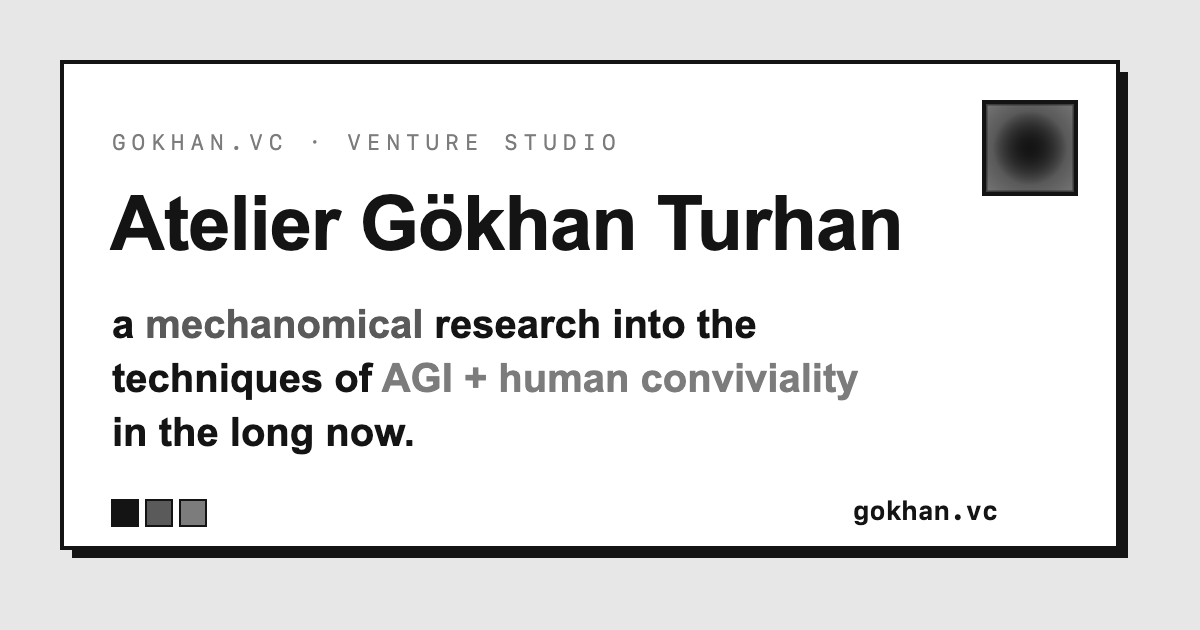 GOKHAN.VC · VENTURE STUDIO
Atelier Gökhan Turhan
a mechanomical research into the
techniques of AGI + human conviviality
in the long now.
gokhan.vc